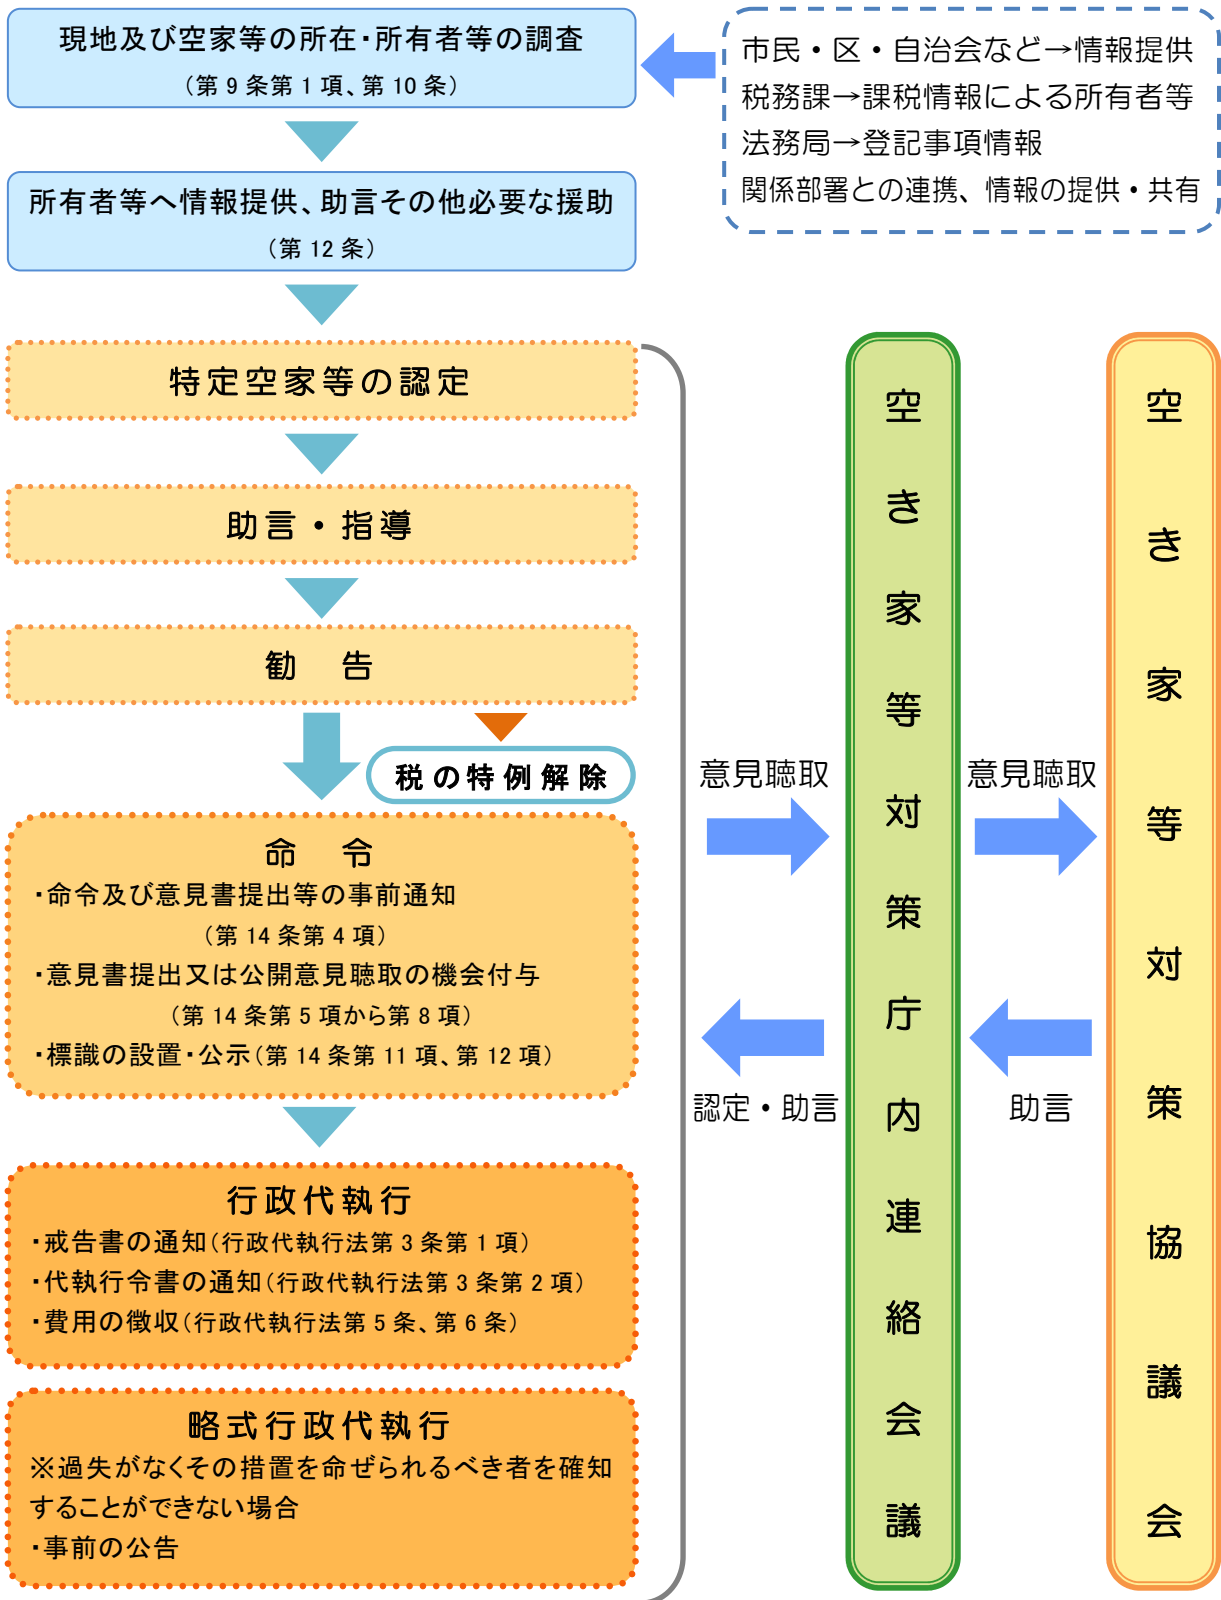 現地及び空家等の所在・所有者等の調査
（第9条第1項、第10条）
市民・区・自治会など→情報提供
税務課→課税情報による所有者等
法務局→登記事項情報
関係部署との連携、情報の提供・共有
所有者等へ情報提供、助言その他必要な援助
（第12条）
特定空家等の認定
助言・指導
勧　告
税の特例解除
命　令
・命令及び意見書提出等の事前通知
（第14条第4項）
・意見書提出又は公開意見聴取の機会付与
（第14条第5項から第8項）
・標識の設置・公示（第14条第11項、第12項）
行政代執行
・戒告書の通知（行政代執行法第3条第1項）
・代執行令書の通知（行政代執行法第3条第2項）
・費用の徴収（行政代執行法第5条、第6条）
略式行政代執行
※過失がなくその措置を命ぜられるべき者を確知
することができない場合
・事前の公告
意見聴取
認定・助言
空き家等対策庁内連絡会議
意見聴取
助言
空き家等対策協議会